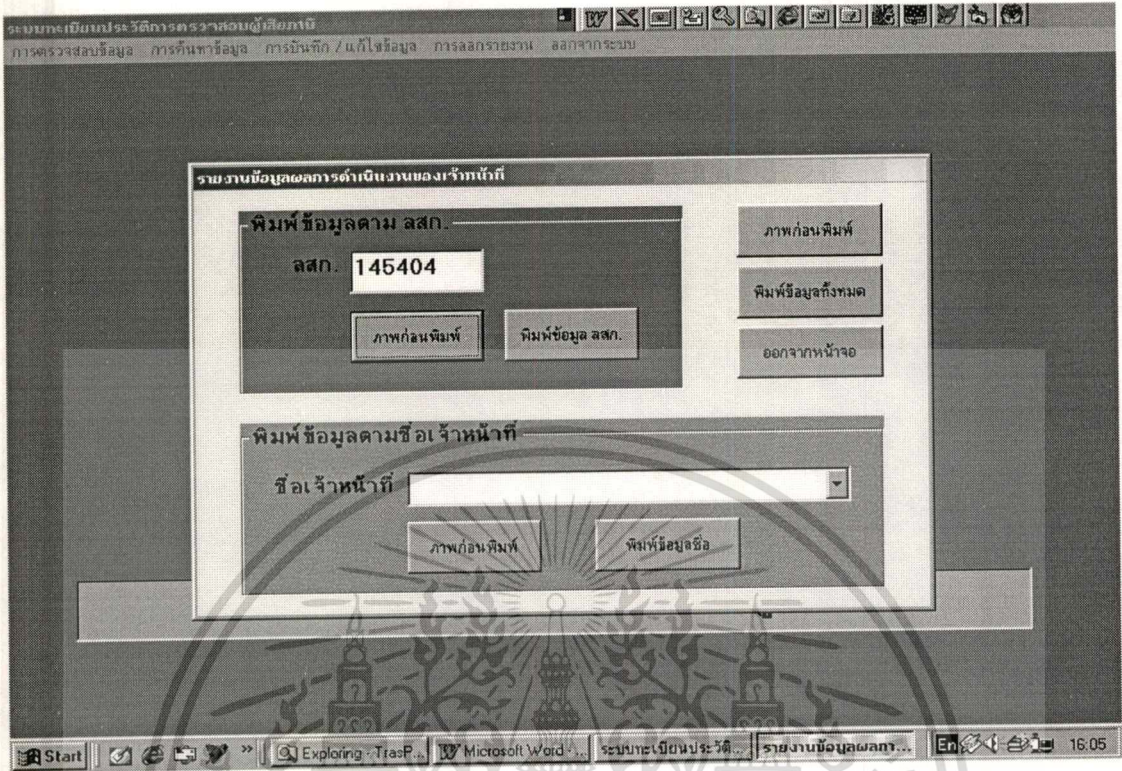 ระบบทะเบียนประวัติการตรวจสอบผู้เสียภาษี
การตรวจสอบข้อมูล การค้นหาข้อมูล การบันทึก / แก้ไขข้อมูล การออกรายงาน ออกจากระบบ
รายงานข้อมูลผลการดำเนินงานของเจ้าหน้าที่
พิมพ์ข้อมูลตาม ลสก.
ลสก. 145404
ภาพก่อนพิมพ์
พิมพ์ข้อมูล ลสก.
ภาพก่อนพิมพ์
พิมพ์ข้อมูลทั้งหมด
ออกจากหน้าจอ
พิมพ์ข้อมูลตามชื่อเจ้าหน้าที่
ชื่อเจ้าหน้าที่
ภาพก่อนพิมพ์
พิมพ์ข้อมูลชื่อ
Start » Exploring - TrasP... Microsoft Word - ... ระบบทะเบียนประวัติ... รายงานข้อมูลผลกา... En 16:05